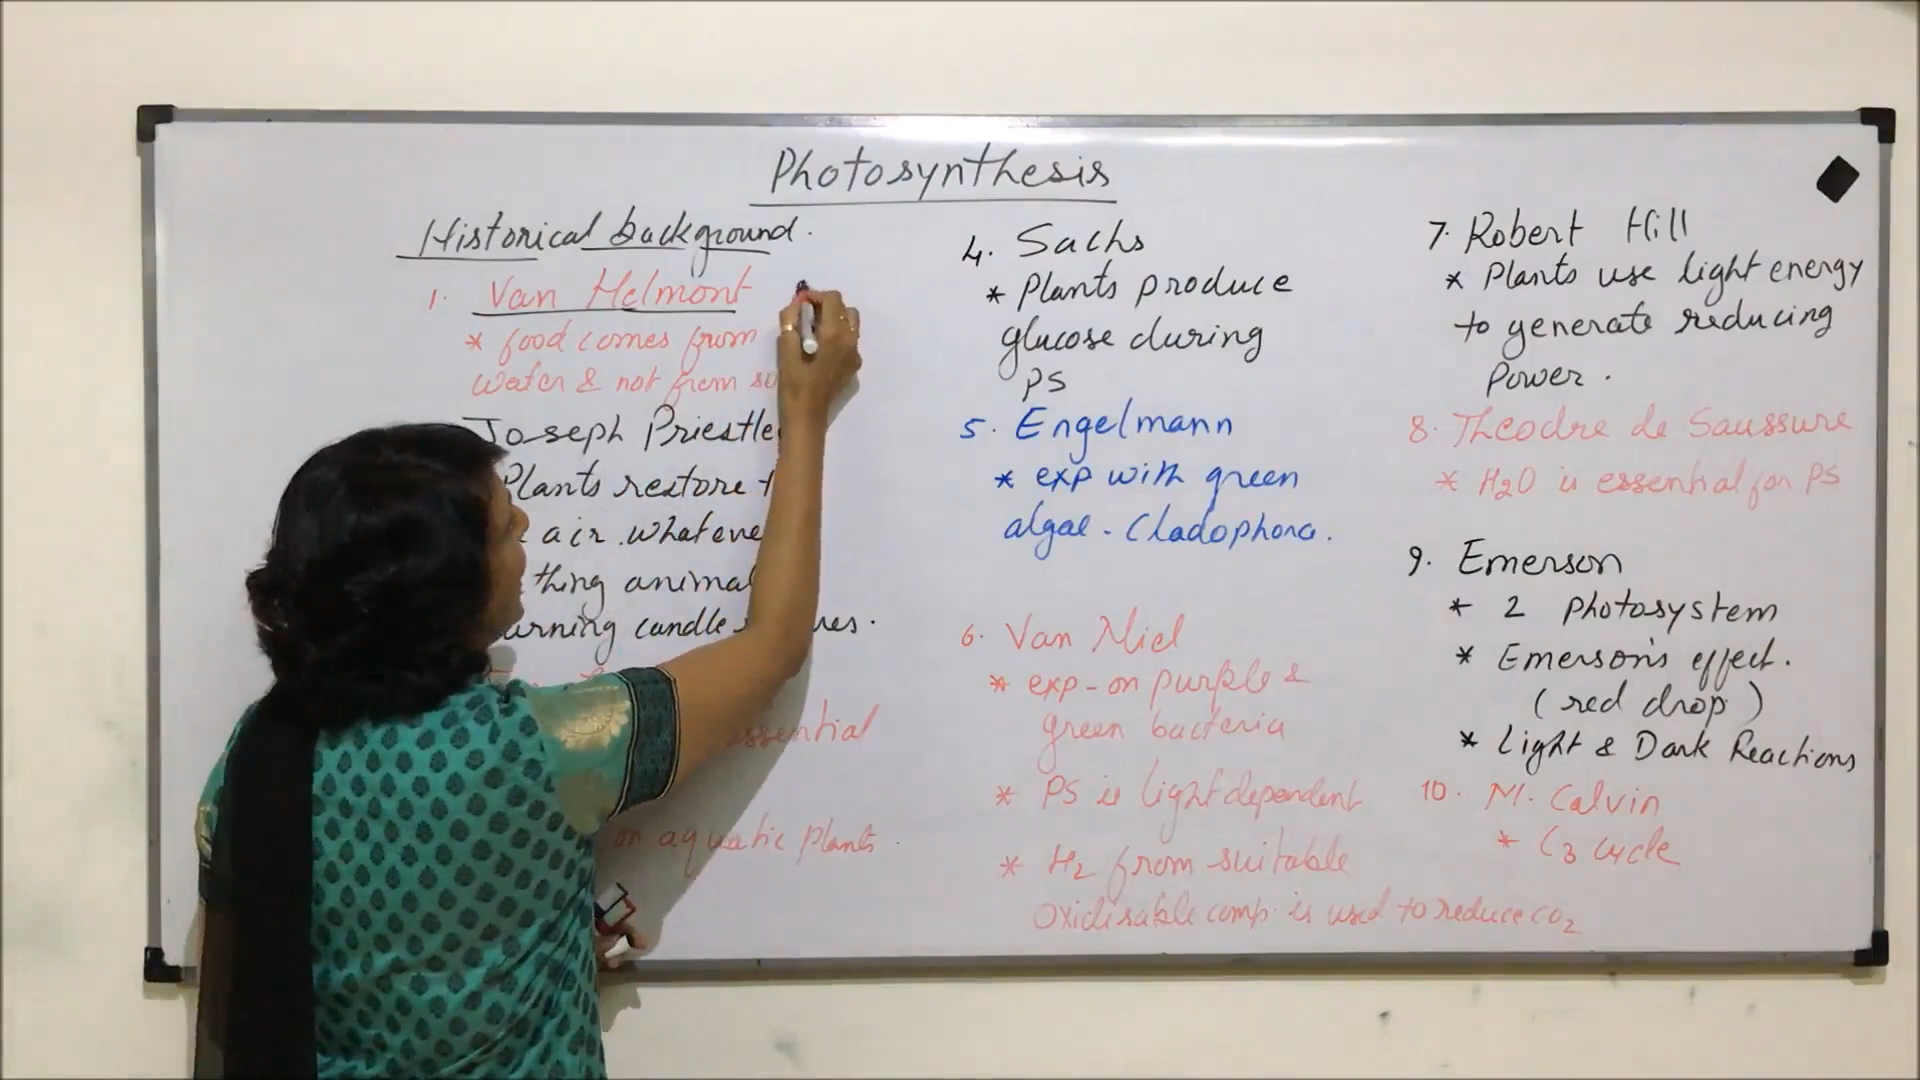 Photosynthesis
Historical background.
1. Van Helmont
* food comes from
water & not from
Joseph Priestle
Plants restore
air. whateve
thing animal
urning candle
essential
on aquatic plants.
4. Sachs
* Plants produce
glucose during
PS
5. Engelmann
* exp with green
algae - Cladophora.
6. Van Niel
* exp - on purple &
green bacteria
* PS is light dependent
* H2 from suitable
Oxidisable comp. is used to reduce CO2
7. Robert Hill
* Plants use light energy
to generate reducing
Power.
8. Theodre de Saussure
* H2O is essential for PS
9. Emerson
* 2 Photosystem
* Emerson's effect.
(red drop)
* Light & Dark Reactions
10. M. Calvin
* C3 cycle